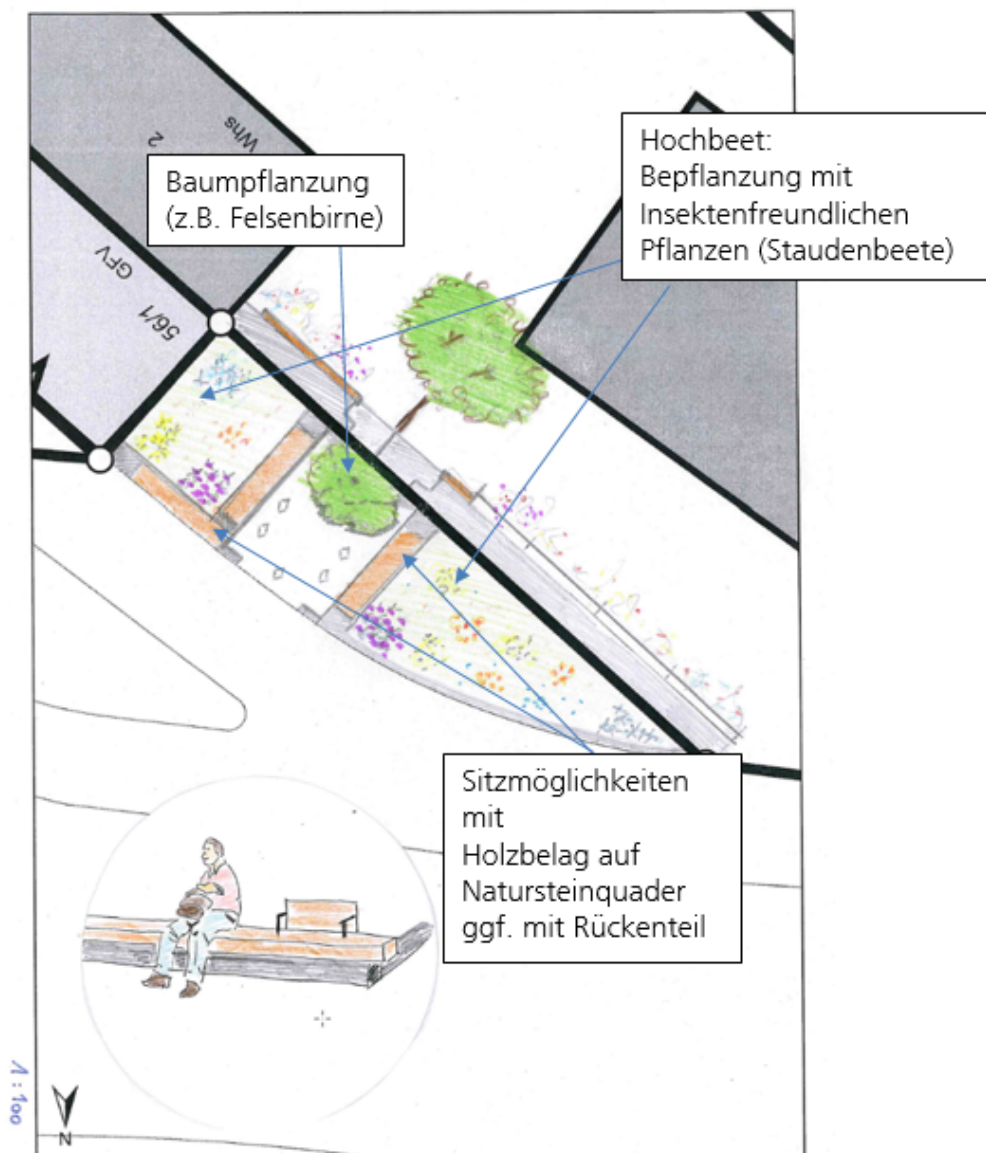 Whs
2
GFV
56/1
Baumpflanzung
(z.B. Felsenbirne)
Hochbeet:
Bepflanzung mit
Insektenfreundlichen
Pflanzen (Staudenbeete)
Sitzmöglichkeiten
mit
Holzbelag auf
Natursteinquader
ggf. mit Rückenteil
1:100
N